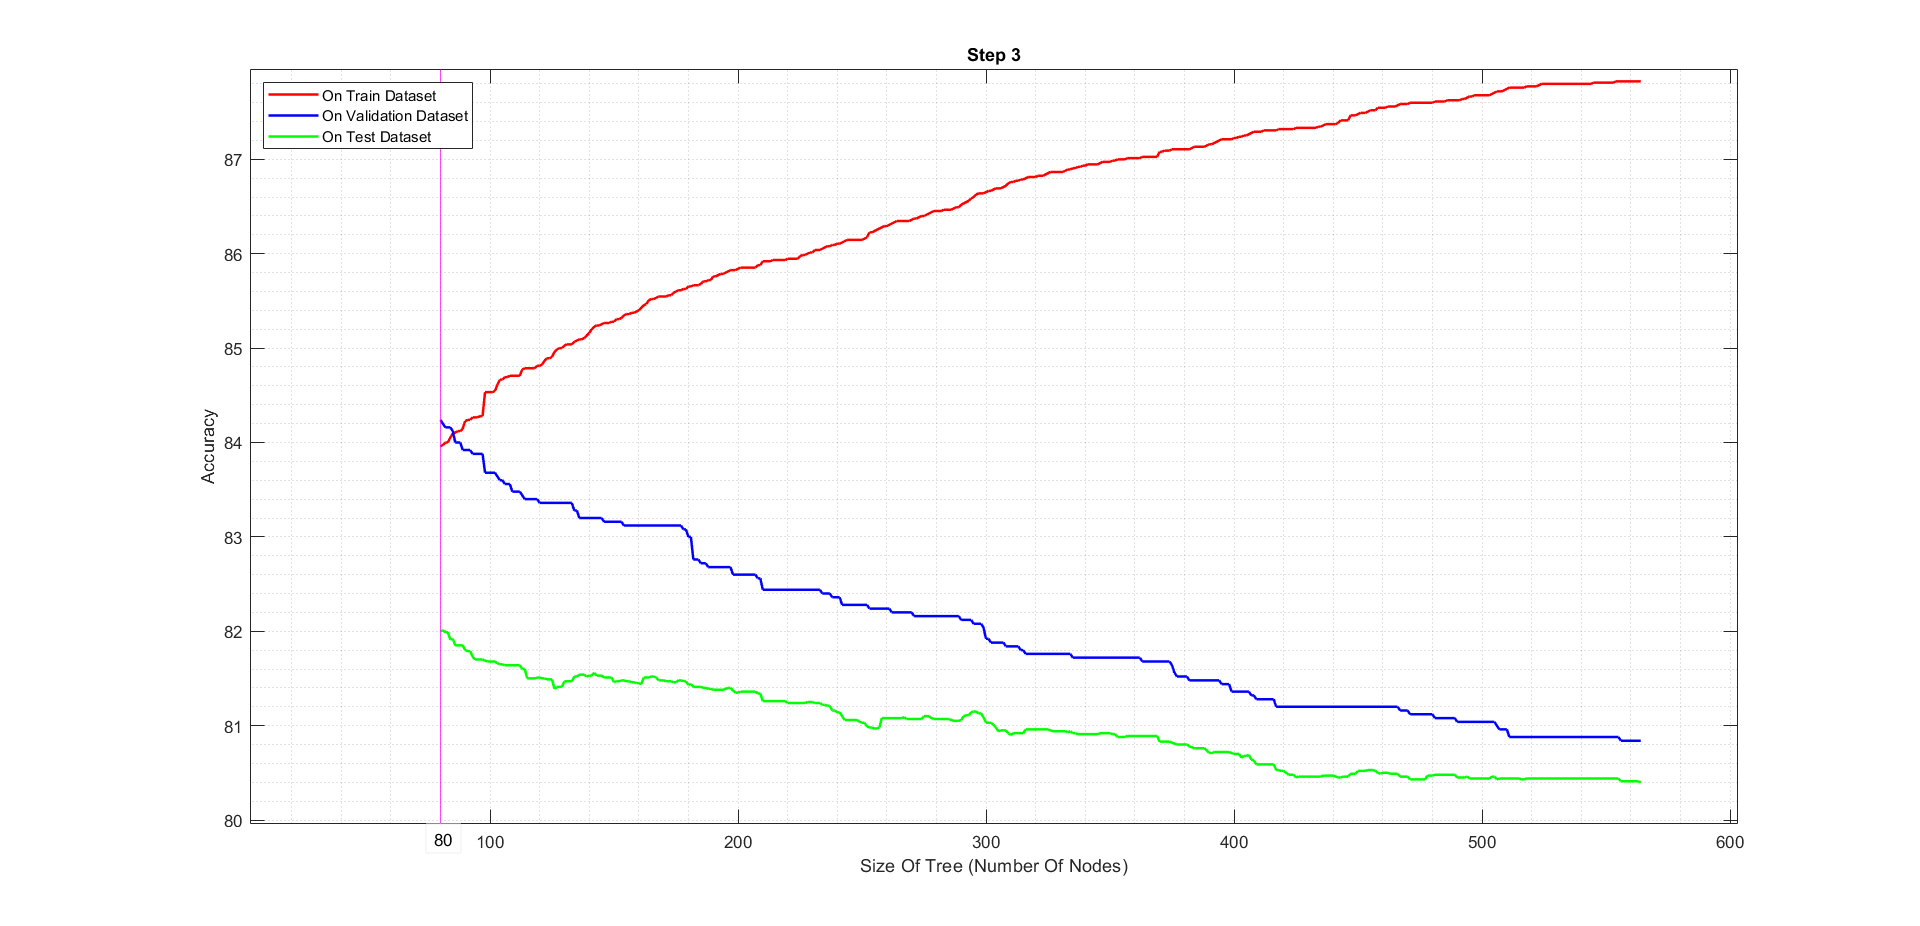 Step 3
On Train Dataset
On Validation Dataset
On Test Dataset
87
86
85
84
83
82
81
80
Accuracy
80 100 200 300 400 500 600
Size Of Tree (Number Of Nodes)